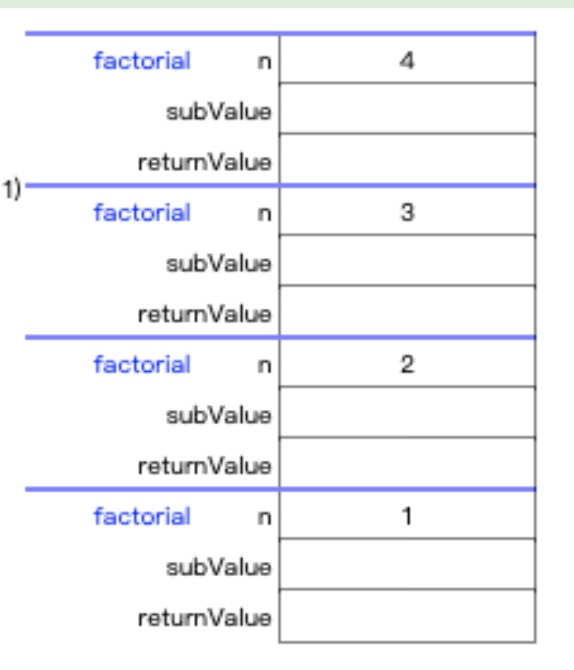 factorial n 4
subValue
returnValue
1)
factorial n 3
subValue
returnValue
factorial n 2
subValue
returnValue
factorial n 1
subValue
returnValue